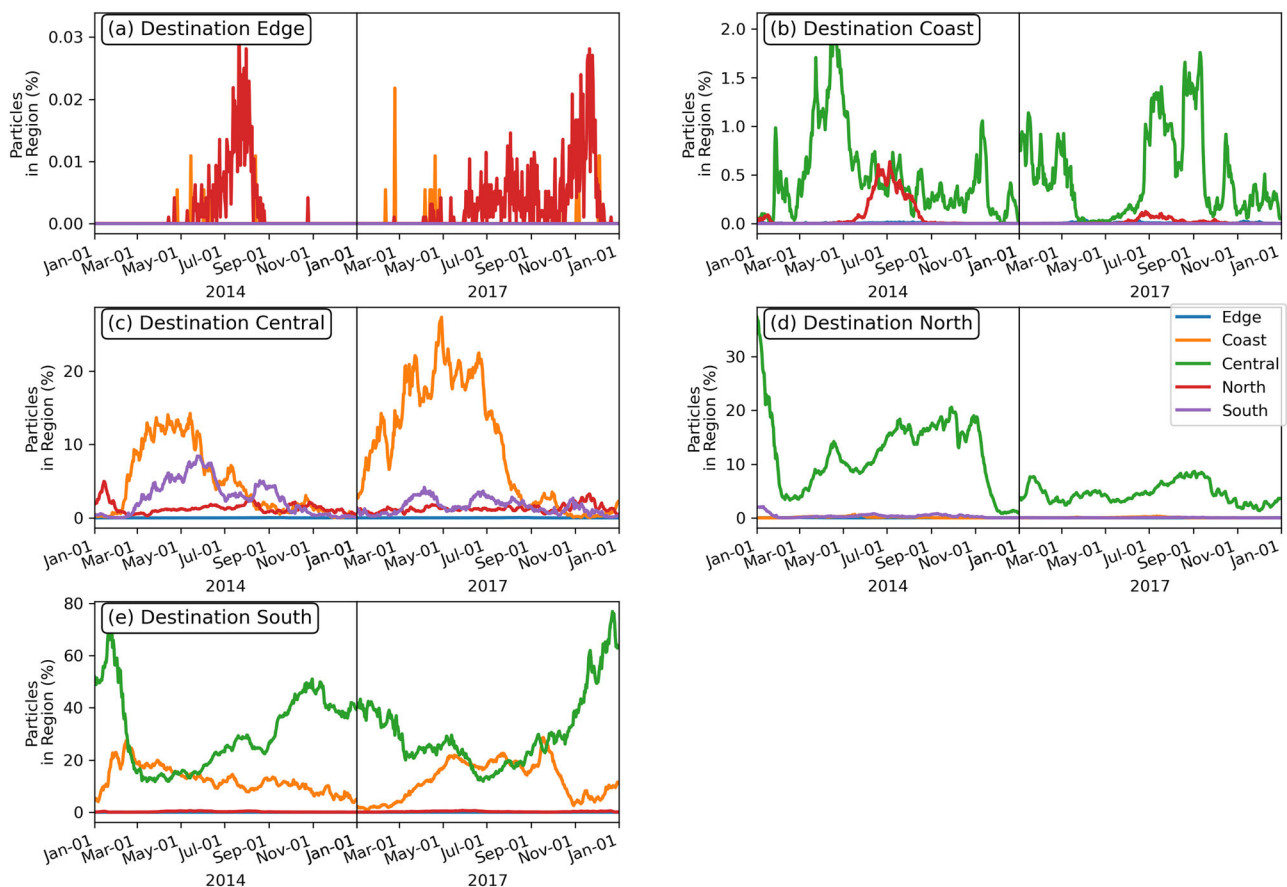 (a) Destination Edge
0.03
0.02
0.01
0.00
Particles
in Region (%)
Jan-01 Mar-01 May-01 Jul-01 Sep-01 Nov-01 Jan-01 Mar-01 May-01 Jul-01 Sep-01 Nov-01 Jan-01
2014 2017
(b) Destination Coast
2.0
1.5
1.0
0.5
0.0
Particles
in Region (%)
Jan-01 Mar-01 May-01 Jul-01 Sep-01 Nov-01 Jan-01 Mar-01 May-01 Jul-01 Sep-01 Nov-01 Jan-01
2014 2017
(c) Destination Central
20
10
0
Particles
in Region (%)
Jan-01 Mar-01 May-01 Jul-01 Sep-01 Nov-01 Jan-01 Mar-01 May-01 Jul-01 Sep-01 Nov-01 Jan-01
2014 2017
(d) Destination North
30
20
10
0
Particles
in Region (%)
Edge
Coast
Central
North
South
Jan-01 Mar-01 May-01 Jul-01 Sep-01 Nov-01 Jan-01 Mar-01 May-01 Jul-01 Sep-01 Nov-01 Jan-01
2014 2017
(e) Destination South
80
60
40
20
0
Particles
in Region (%)
Jan-01 Mar-01 May-01 Jul-01 Sep-01 Nov-01 Jan-01 Mar-01 May-01 Jul-01 Sep-01 Nov-01 Jan-01
2014 2017